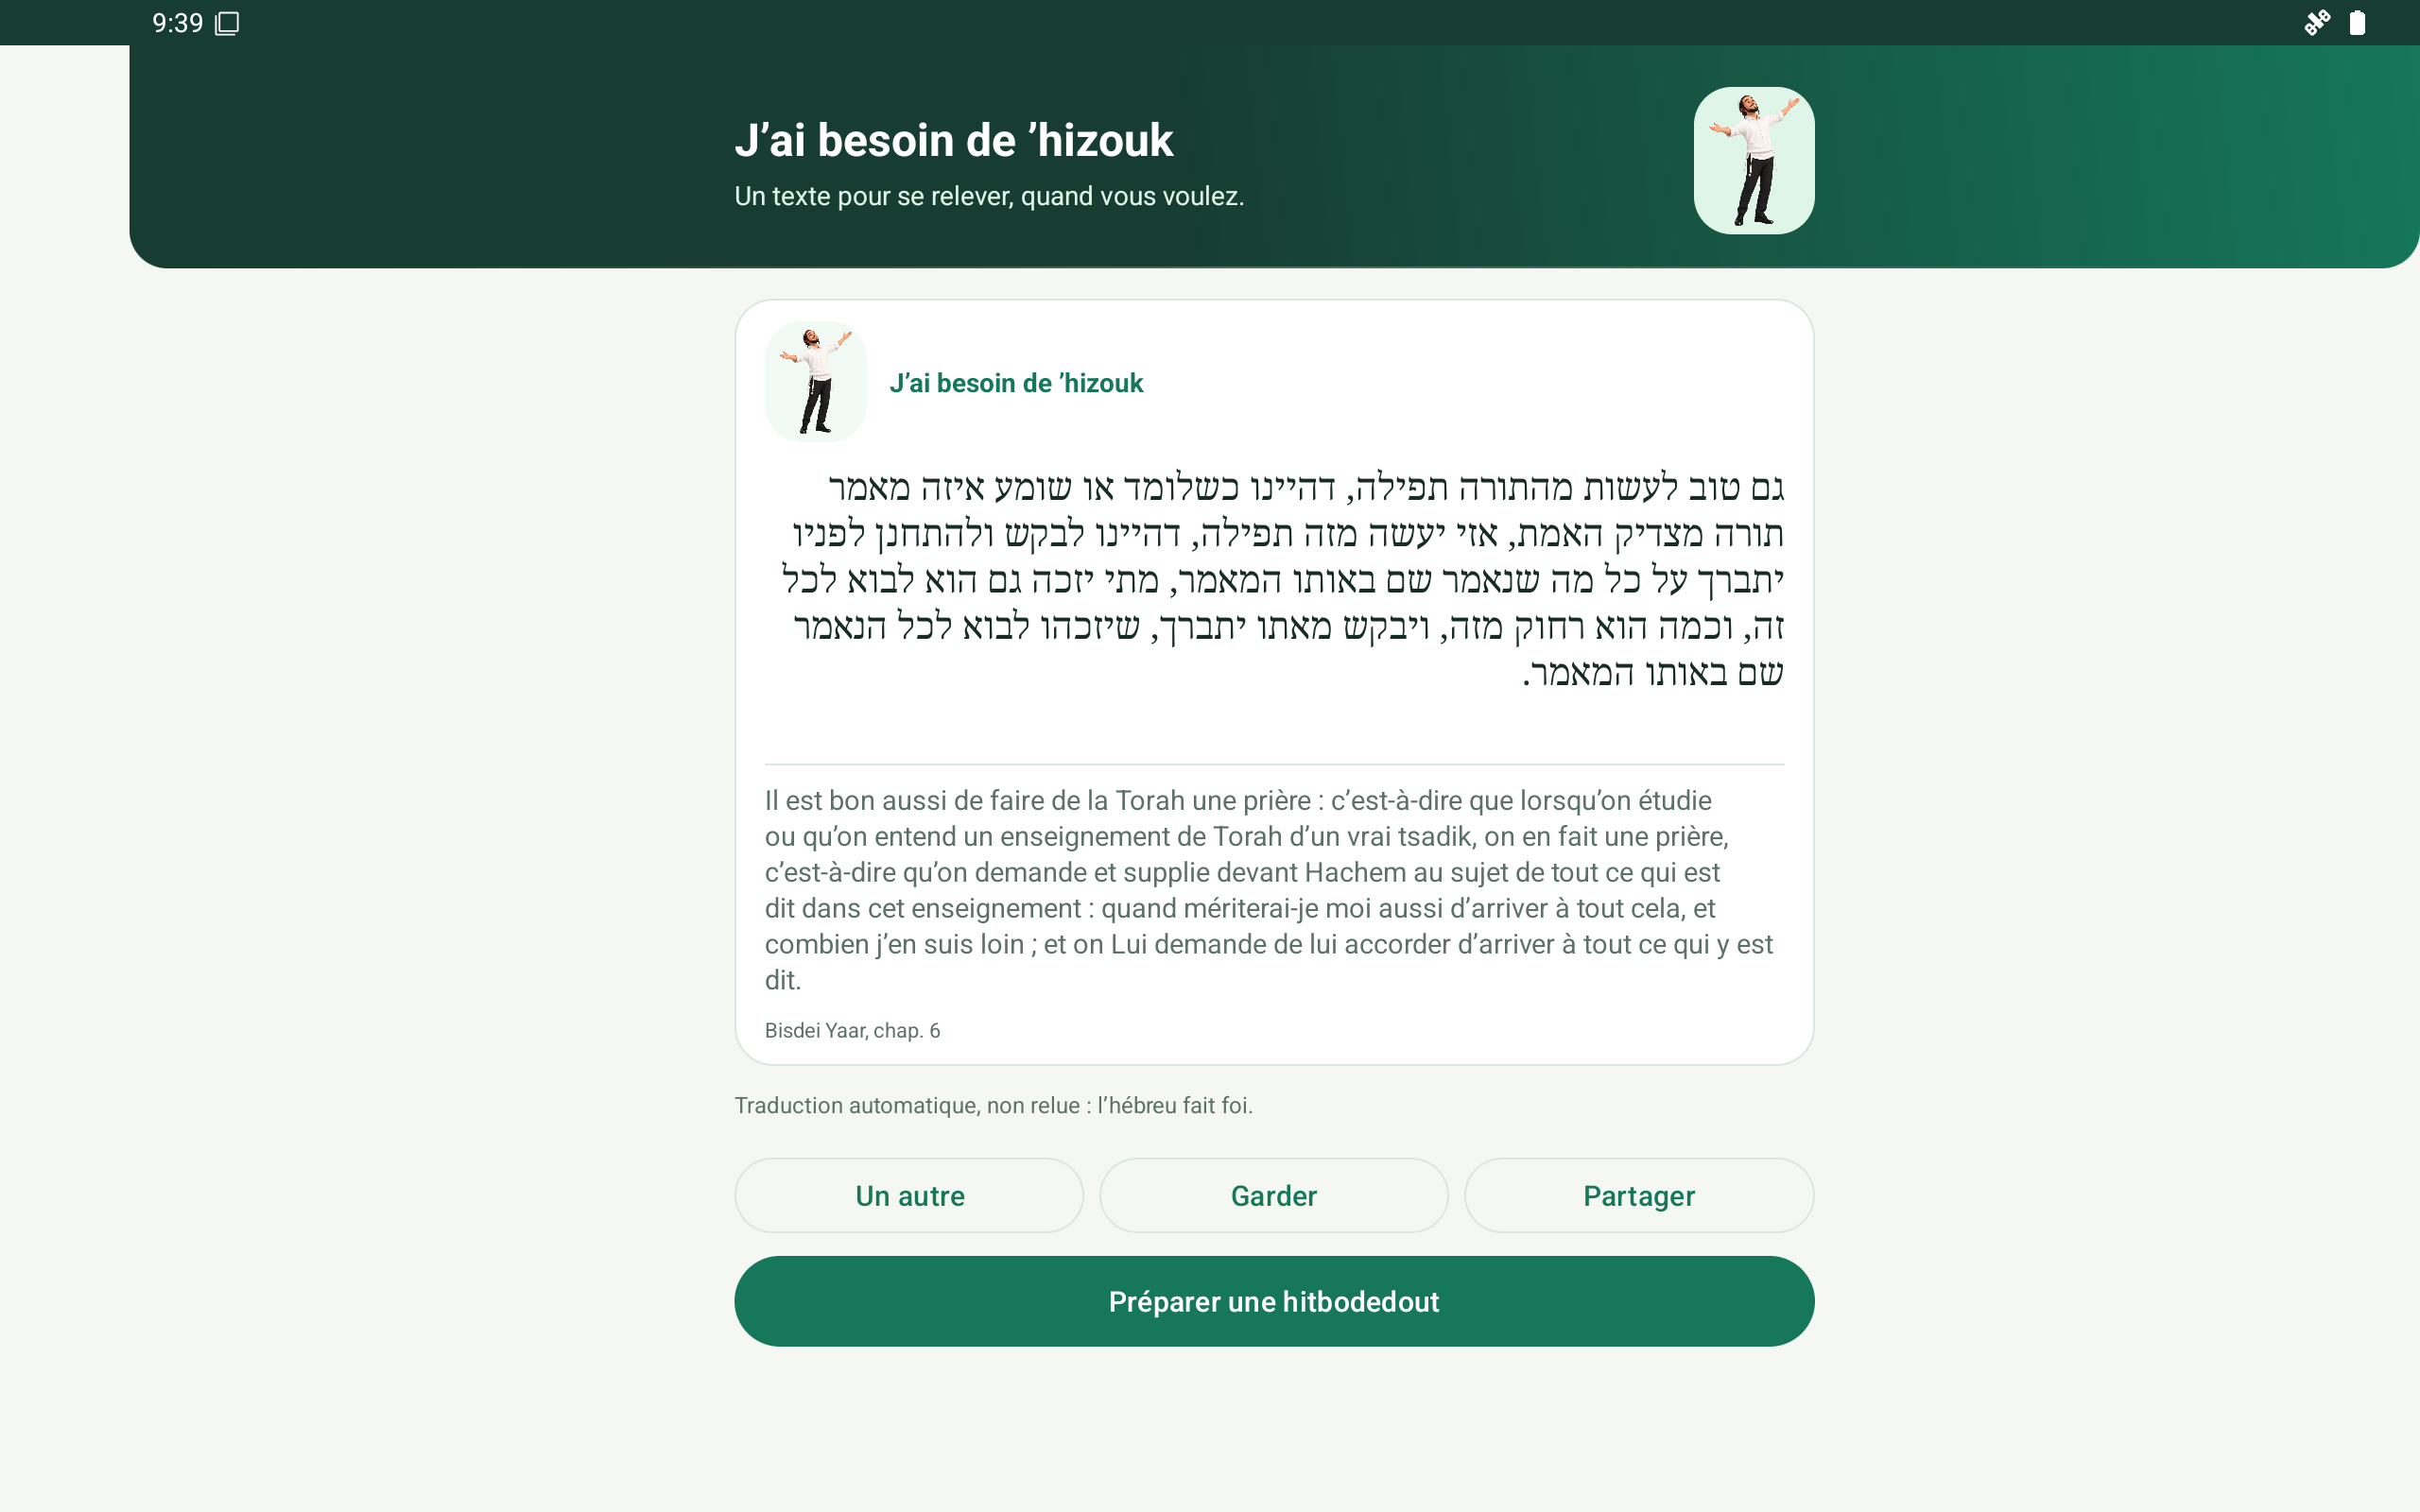 9:39
J’ai besoin de ’hizouk
Un texte pour se relever, quand vous voulez.
J’ai besoin de ’hizouk
גם טוב לעשות מהתורה תפילה, דהיינו כשלומד או שומע איזה מאמר
תורה מצדיק האמת, אזי יעשה מזה תפילה, דהיינו לבקש ולהתחנן לפניו
יתברך על כל מה שנאמר שם באותו המאמר, מתי יזכה גם הוא לבוא לכל
זה, וכמה הוא רחוק מזה, ויבקש מאתו יתברך, שיזכהו לבוא לכל הנאמר
שם באותו המאמר.
Il est bon aussi de faire de la Torah une prière : c’est-à-dire que lorsqu’on étudie
ou qu’on entend un enseignement de Torah d’un vrai tsadik, on en fait une prière,
c’est-à-dire qu’on demande et supplie devant Hachem au sujet de tout ce qui est
dit dans cet enseignement : quand mériterai-je moi aussi d’arriver à tout cela, et
combien j’en suis loin ; et on Lui demande de lui accorder d’arriver à tout ce qui y est
dit.
Bisdei Yaar, chap. 6
Traduction automatique, non relue : l’hébreu fait foi.
Un autre
Garder
Partager
Préparer une hitbodedout